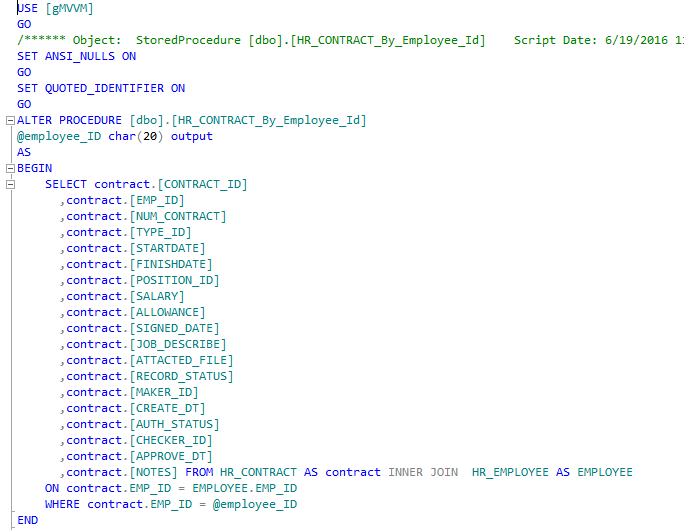 USE [gMVVM]
GO
/****** Object:  StoredProcedure [dbo].[HR_CONTRACT_By_Employee_Id]    Script Date: 6/19/2016 1
SET ANSI_NULLS ON
GO
SET QUOTED_IDENTIFIER ON
GO
ALTER PROCEDURE [dbo].[HR_CONTRACT_By_Employee_Id]
@employee_ID char(20) output
AS
BEGIN
    SELECT contract.[CONTRACT_ID]
      ,contract.[EMP_ID]
      ,contract.[NUM_CONTRACT]
      ,contract.[TYPE_ID]
      ,contract.[STARTDATE]
      ,contract.[FINISHDATE]
      ,contract.[POSITION_ID]
      ,contract.[SALARY]
      ,contract.[ALLOWANCE]
      ,contract.[SIGNED_DATE]
      ,contract.[JOB_DESCRIBE]
      ,contract.[ATTACTED_FILE]
      ,contract.[RECORD_STATUS]
      ,contract.[MAKER_ID]
      ,contract.[CREATE_DT]
      ,contract.[AUTH_STATUS]
      ,contract.[CHECKER_ID]
      ,contract.[APPROVE_DT]
      ,contract.[NOTES] FROM HR_CONTRACT AS contract INNER JOIN  HR_EMPLOYEE AS EMPLOYEE
    ON contract.EMP_ID = EMPLOYEE.EMP_ID
    WHERE contract.EMP_ID = @employee_ID
END